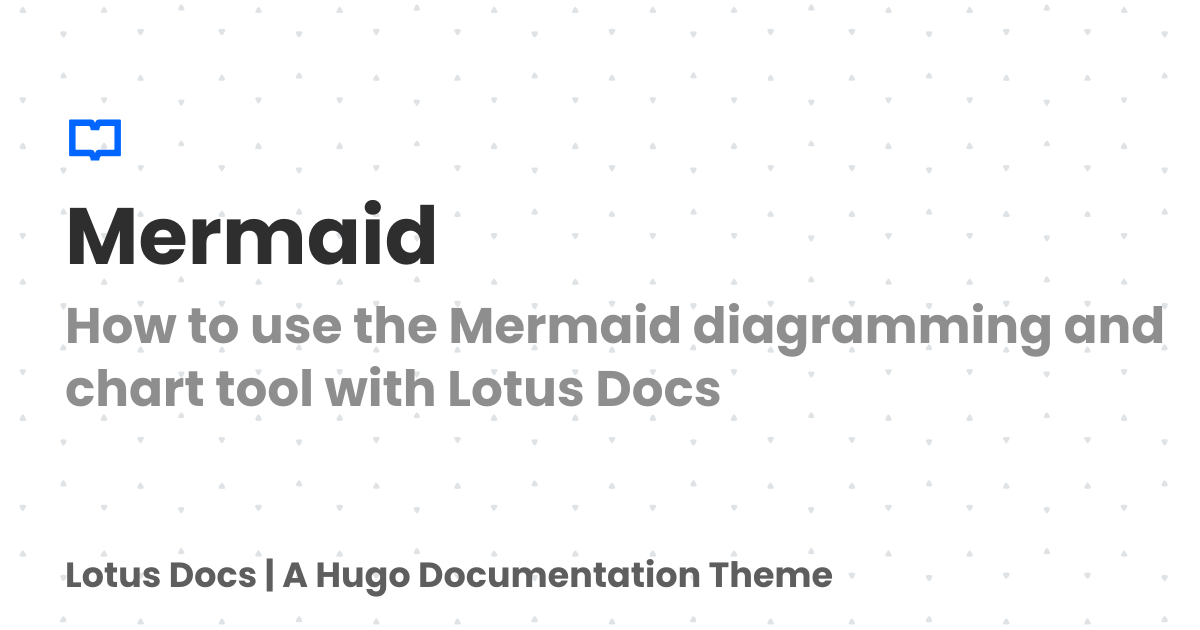 Mermaid
How to use the Mermaid diagramming and
chart tool with Lotus Docs
Lotus Docs | A Hugo Documentation Theme